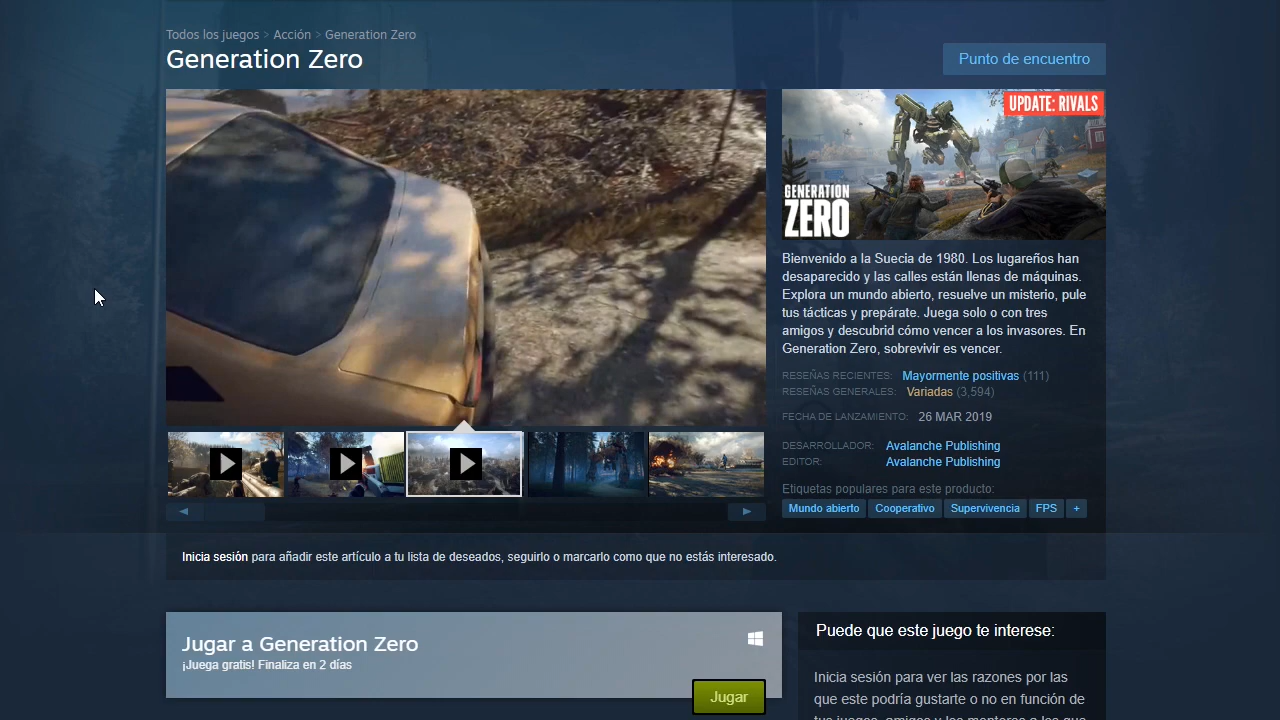 Todos los juegos > Acción > Generation Zero
Generation Zero
Punto de encuentro
UPDATE: RIVALS
GENERATION
ZERO
Bienvenido a la Suecia de 1980. Los lugareños han
desaparecido y las calles están llenas de máquinas.
Explora un mundo abierto, resuelve un misterio, pule
tus tácticas y prepárate. Juega solo o con tres
amigos y descubrid cómo vencer a los invasores. En
Generation Zero, sobrevivir es vencer.
RESEÑAS RECIENTES: Mayormente positivas (111)
RESEÑAS GENERALES: Variadas (3,594)
FECHA DE LANZAMIENTO: 26 MAR 2019
DESARROLLADOR: Avalanche Publishing
EDITOR: Avalanche Publishing
Etiquetas populares para este producto:
Mundo abierto Cooperativo Supervivencia FPS +
Inicia sesión para añadir este artículo a tu lista de deseados, seguirlo o marcarlo como que no estás interesado.
Jugar a Generation Zero
¡Juega gratis! Finaliza en 2 días
Jugar
Puede que este juego te interese:
Inicia sesión para ver las razones por las
que este podría gustarte o no en función de
tus juegos, amigos y los mentores a los que